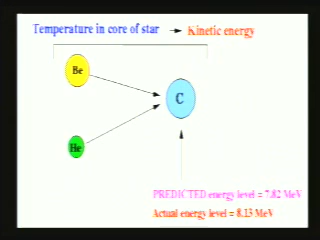 Temperature in core of star Kinetic energy
Be
C
He
PREDICTED energy level = 7.82 MeV
Actual energy level = 8.13 MeV